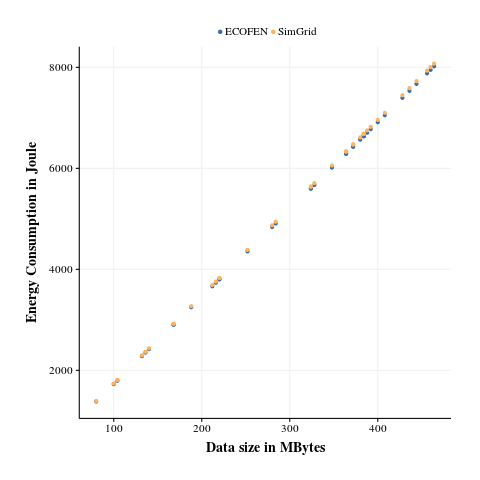 ECOFEN SimGrid
8000
6000
4000
2000
Energy Consumption in Joule
100 200 300 400
Data size in MBytes